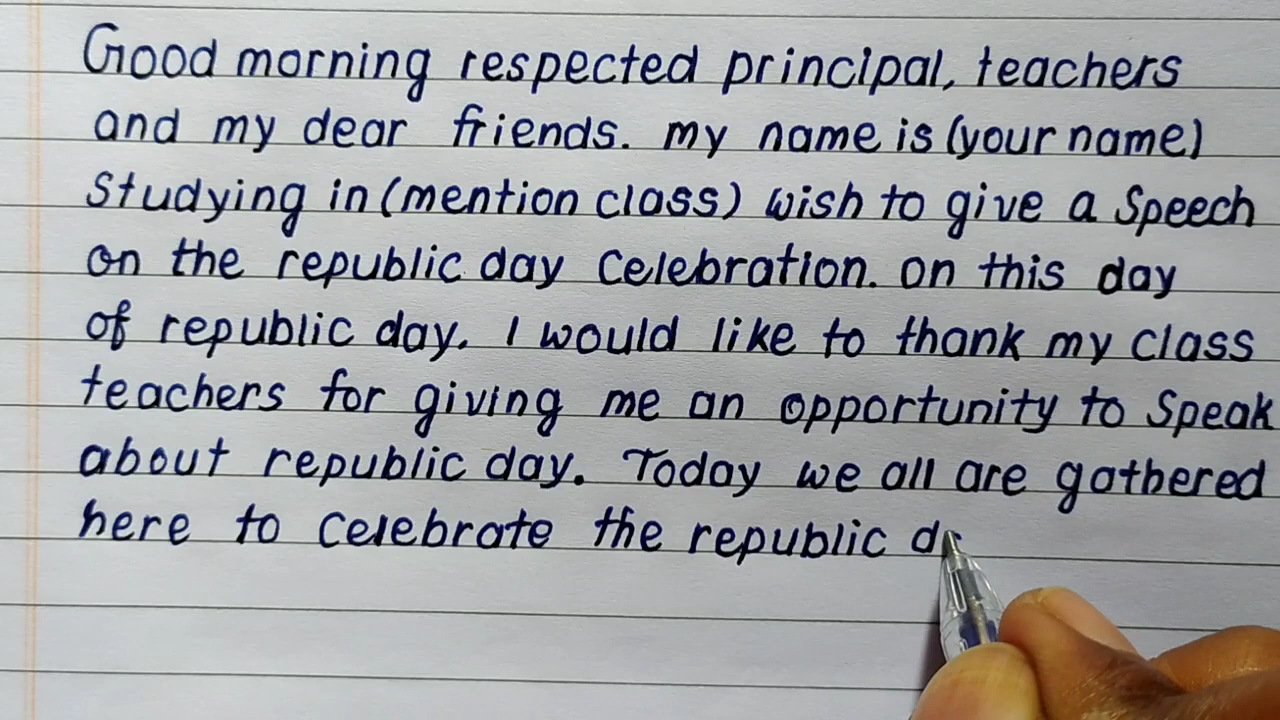 Good morning respected principal, teachers
and my dear friends. my name is (your name)
Studying in (mention class) wish to give a Speech
on the republic day Celebration. on this day
of republic day. I would like to thank my class
teachers for giving me an opportunity to Speak
about republic day. Today we all are gathered
here to celebrate the republic